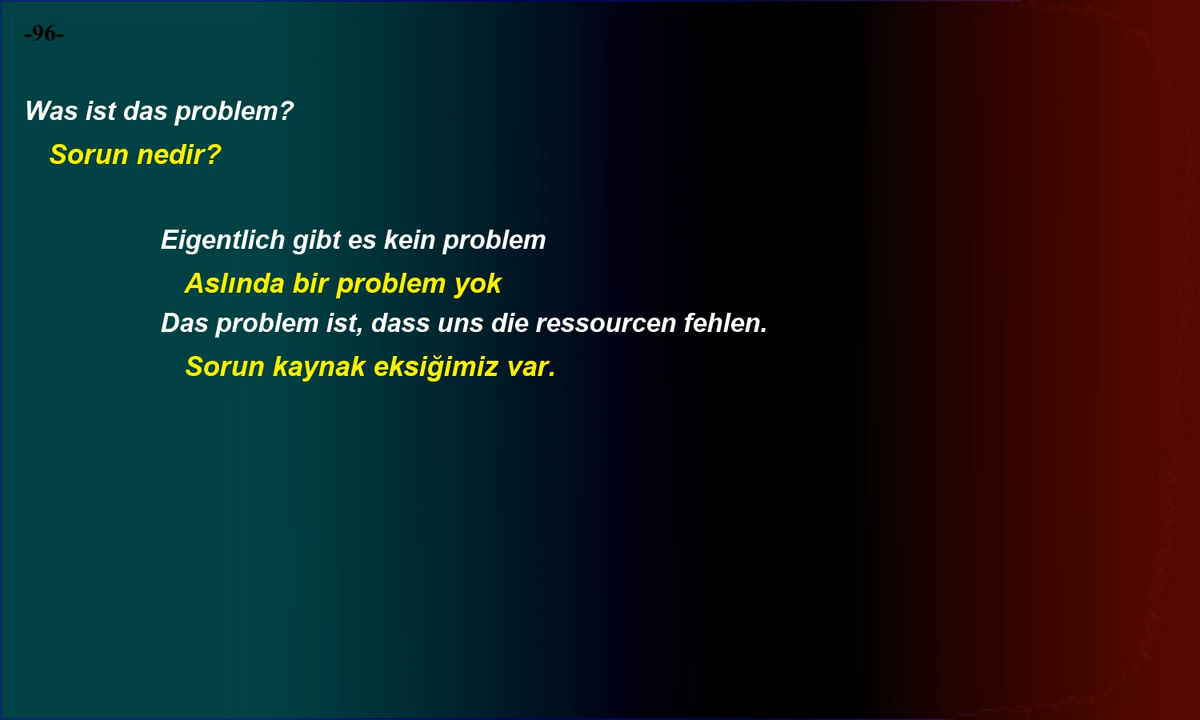 -96-
Was ist das problem?
Sorun nedir?
Eigentlich gibt es kein problem
Aslında bir problem yok
Das problem ist, dass uns die ressourcen fehlen.
Sorun kaynak eksiğimiz var.